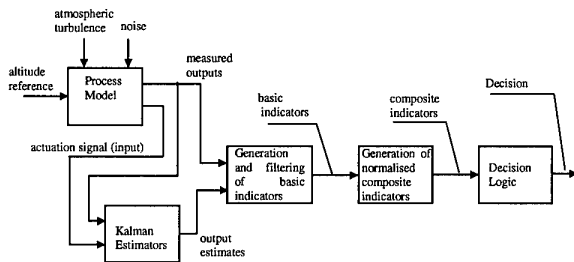 atmospheric
turbulence
noise
altitude
reference
Process
Model
measured
outputs
actuation signal (input)
basic
indicators
composite
indicators
Decision
Generation
and filtering
of basic
indicators
Generation of
normalised
composite
indicators
Decision
Logic
Kalman
Estimators
output
estimates